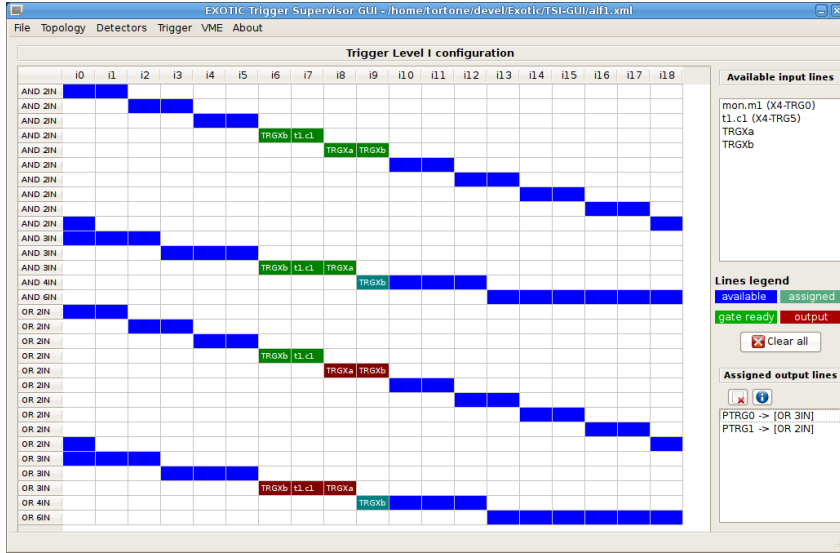 EXOTIC Trigger Supervisor GUI - /home/tortone/devel/Exotic/TSI-GUI/alf1.xml
File Topology Detectors Trigger VME About
Trigger Level I configuration
i0 i1 i2 i3 i4 i5 i6 i7 i8 i9 i10 i11 i12 i13 i14 i15 i16 i17 i18
AND 2IN
AND 2IN
AND 2IN
AND 2IN TRGXb t1.c1
AND 2IN TRGXa TRGXb
AND 2IN
AND 2IN
AND 2IN
AND 2IN
AND 2IN
AND 3IN
AND 3IN
AND 3IN TRGXb t1.c1 TRGXa
AND 4IN TRGXb
AND 6IN
OR 2IN
OR 2IN
OR 2IN
OR 2IN TRGXb t1.c1
OR 2IN TRGXa TRGXb
OR 2IN
OR 2IN
OR 2IN
OR 2IN
OR 2IN
OR 3IN
OR 3IN
OR 3IN TRGXb t1.c1 TRGXa
OR 4IN TRGXb
OR 6IN
Available input lines
mon.m1 (X4-TRG0)
t1.c1 (X4-TRG5)
TRGXa
TRGXb
Lines legend
available assigned
gate ready output
Clear all
Assigned output lines
PTRG0 -> [OR 3IN]
PTRG1 -> [OR 2IN]